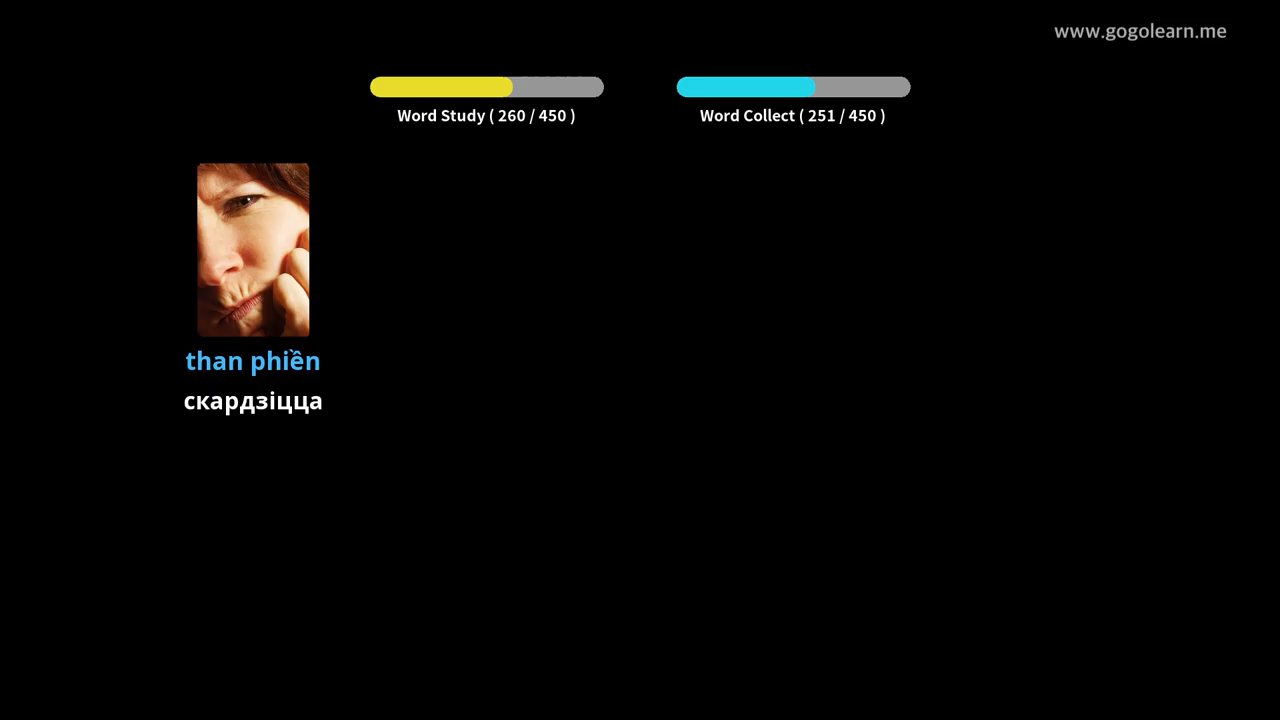 www.gogolearn.me
Word Study ( 260 / 450 )
Word Collect ( 251 / 450 )
than phiền
скардзіцца